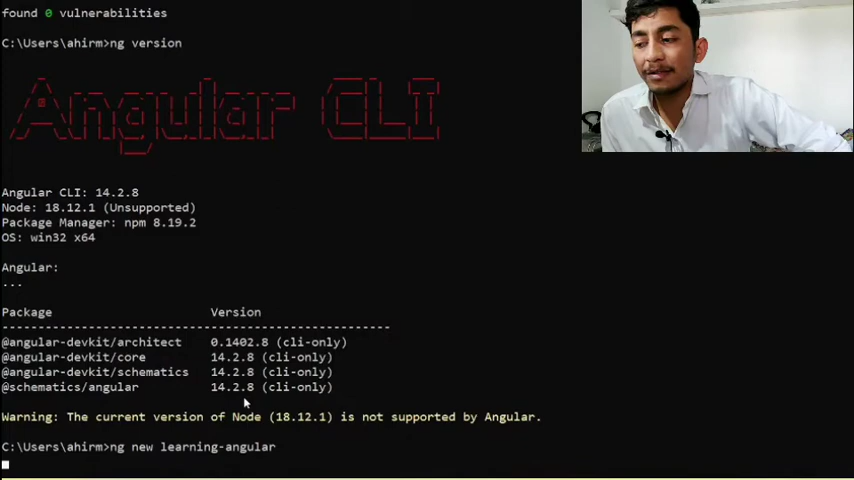 found 0 vulnerabilities
C:\Users\ahirm>ng version
Angular CLI
Angular CLI: 14.2.8
Node: 18.12.1 (Unsupported)
Package Manager: npm 8.19.2
OS: win32 x64
Angular:
...
Package Version
------------------------------------------------------
@angular-devkit/architect 0.1402.8 (cli-only)
@angular-devkit/core 14.2.8 (cli-only)
@angular-devkit/schematics 14.2.8 (cli-only)
@schematics/angular 14.2.8 (cli-only)
Warning: The current version of Node (18.12.1) is not supported by Angular.
C:\Users\ahirm>ng new learning-angular